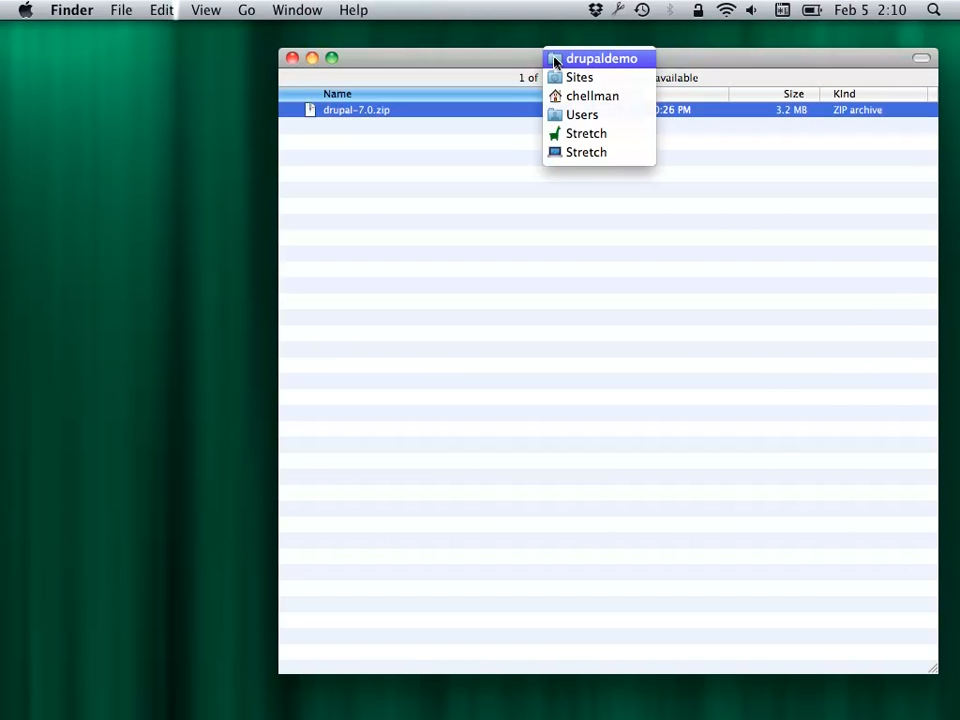 Finder File Edit View Go Window Help Feb 5 2:10
drupaldemo
1 of available
Sites
Name Size Kind
chellman
drupal-7.0.zip :26 PM 3.2 MB ZIP archive
Users
Stretch
Stretch